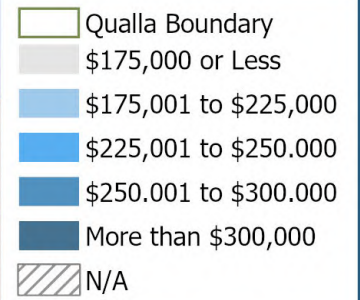 Qualla Boundary
$175,000 or Less
$175,001 to $225,000
$225,001 to $250.000
$250.001 to $300.000
More than $300,000
N/A